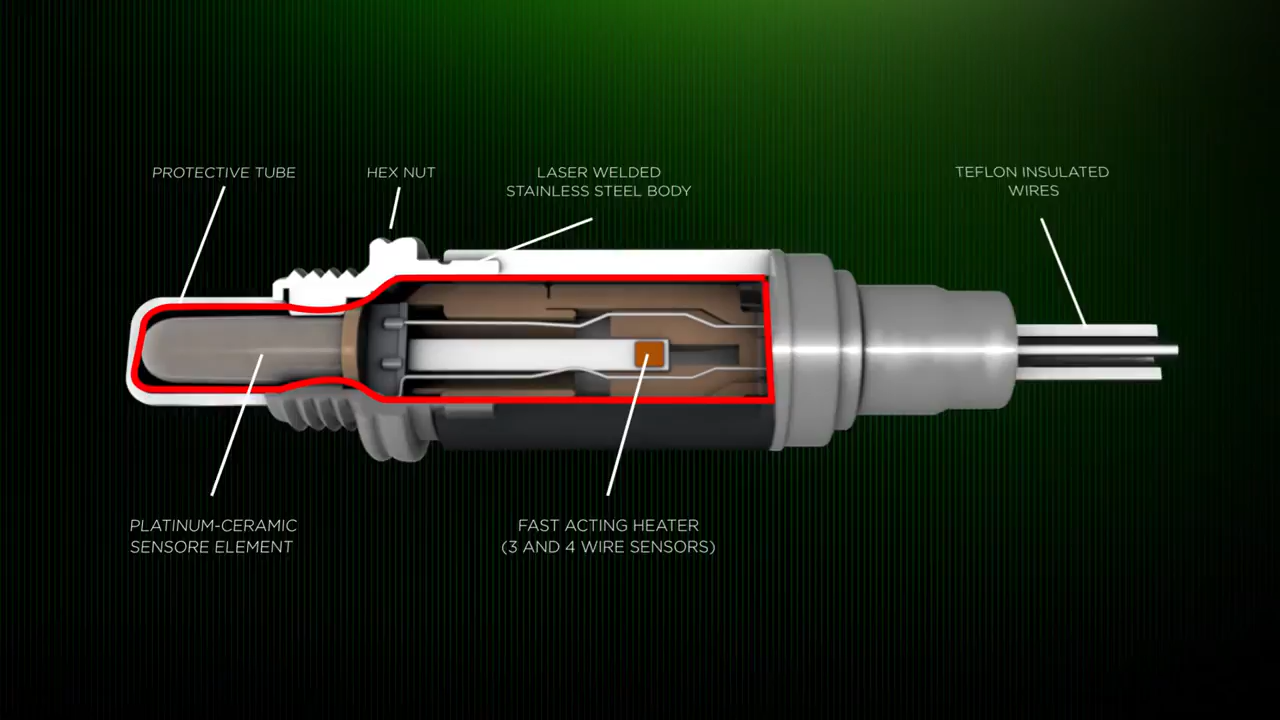 PROTECTIVE TUBE
HEX NUT
LASER WELDED
STAINLESS STEEL BODY
TEFLON INSULATED
WIRES
PLATINUM-CERAMIC
SENSORE ELEMENT
FAST ACTING HEATER
(3 AND 4 WIRE SENSORS)